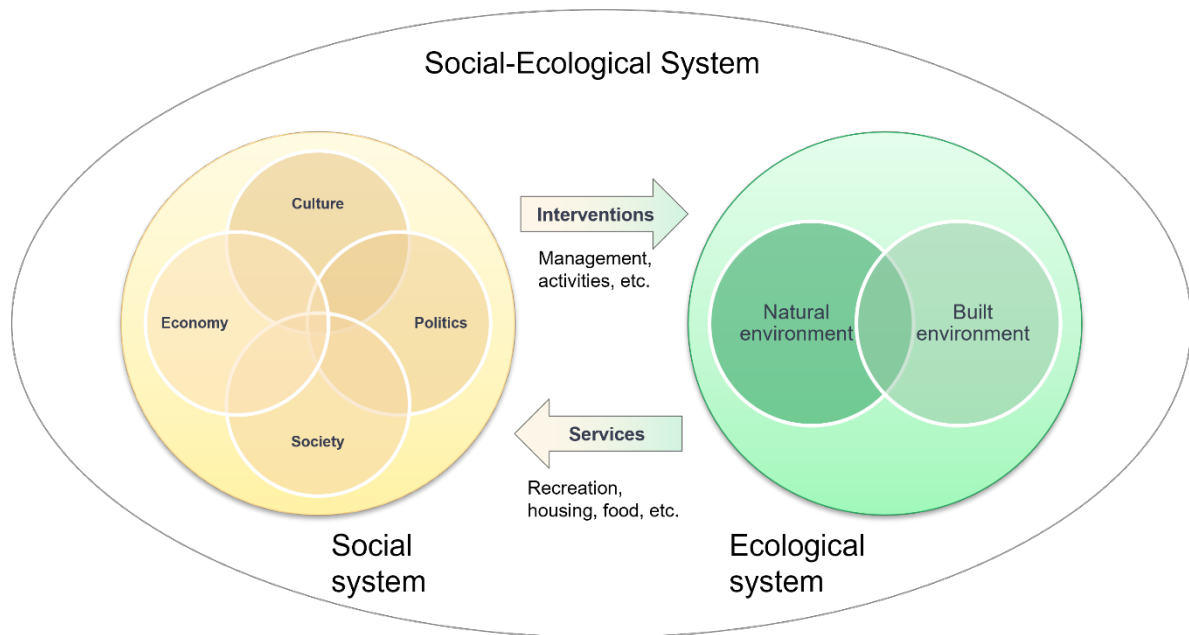 Social-Ecological System
Culture
Economy
Politics
Society
Interventions
Management,
activities, etc.
Services
Recreation,
housing, food, etc.
Natural
environment
Built
environment
Social
system
Ecological
system